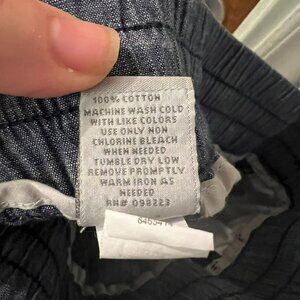 100% COTTON
MACHINE WASH COLD
WITH LIKE COLORS
USE ONLY NON
CHLORINE BLEACH
WHEN NEEDED
TUMBLE DRY LOW
REMOVE PROMPTLY
WARM IRON AS
NEEDED
RN# 098223